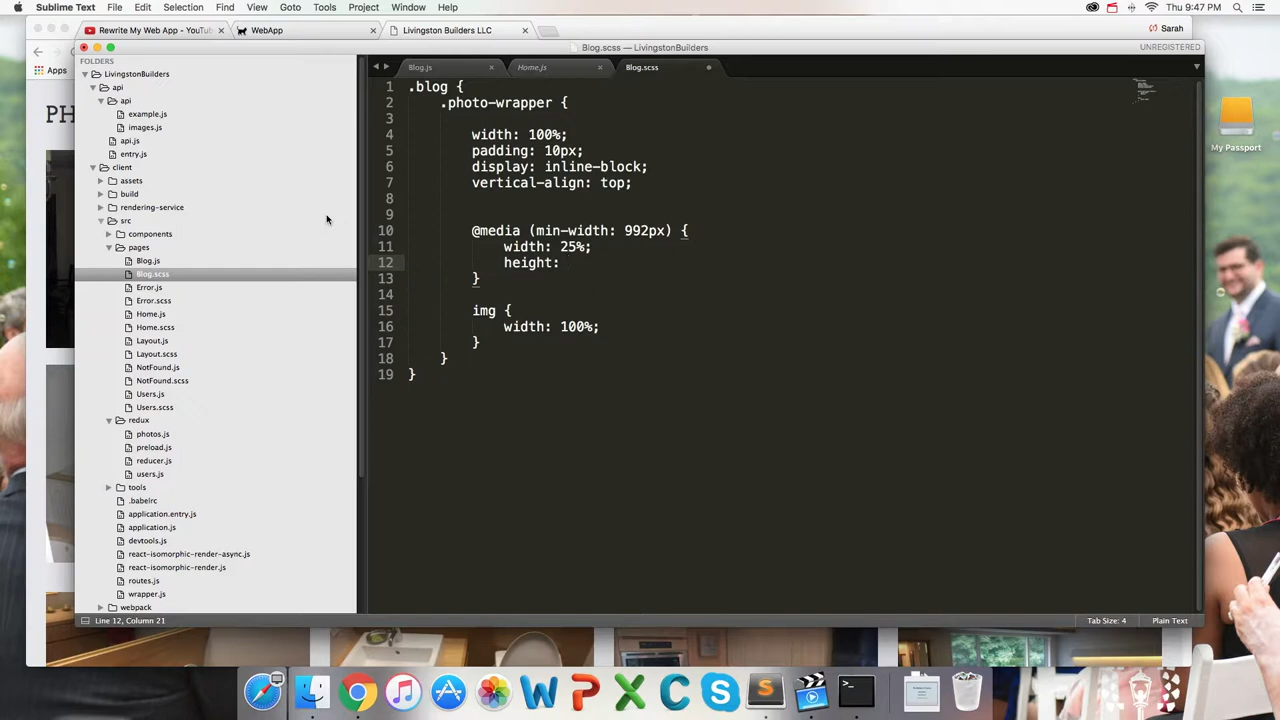 Sublime Text File Edit Selection Find View Goto Tools Project Window Help Thu 9:47 PM
Rewrite My Web App - YouTub WebApp Livingston Builders LLC Sarah
Blog.scss — LivingstonBuilders UNREGISTERED
Apps
PH
FOLDERS
LivingstonBuilders
api
api
example.js
images.js
api.js
entry.js
client
assets
build
rendering-service
src
components
pages
Blog.js
Blog.scss
Error.js
Error.scss
Home.js
Home.scss
Layout.js
Layout.scss
NotFound.js
NotFound.scss
Users.js
Users.scss
redux
photos.js
preload.js
reducer.js
users.js
tools
.babelrc
application.entry.js
application.js
devtools.js
react-isomorphic-render-async.js
react-isomorphic-render.js
routes.js
wrapper.js
webpack
Blog.js Home.js Blog.scss
1 .blog {
2 .photo-wrapper {
3
4 width: 100%;
5 padding: 10px;
6 display: inline-block;
7 vertical-align: top;
8
9
10 @media (min-width: 992px) {
11 width: 25%;
12 height:
13 }
14
15 img {
16 width: 100%;
17 }
18 }
19 }
Line 12, Column 21 Tab Size: 4 Plain Text
My Passport